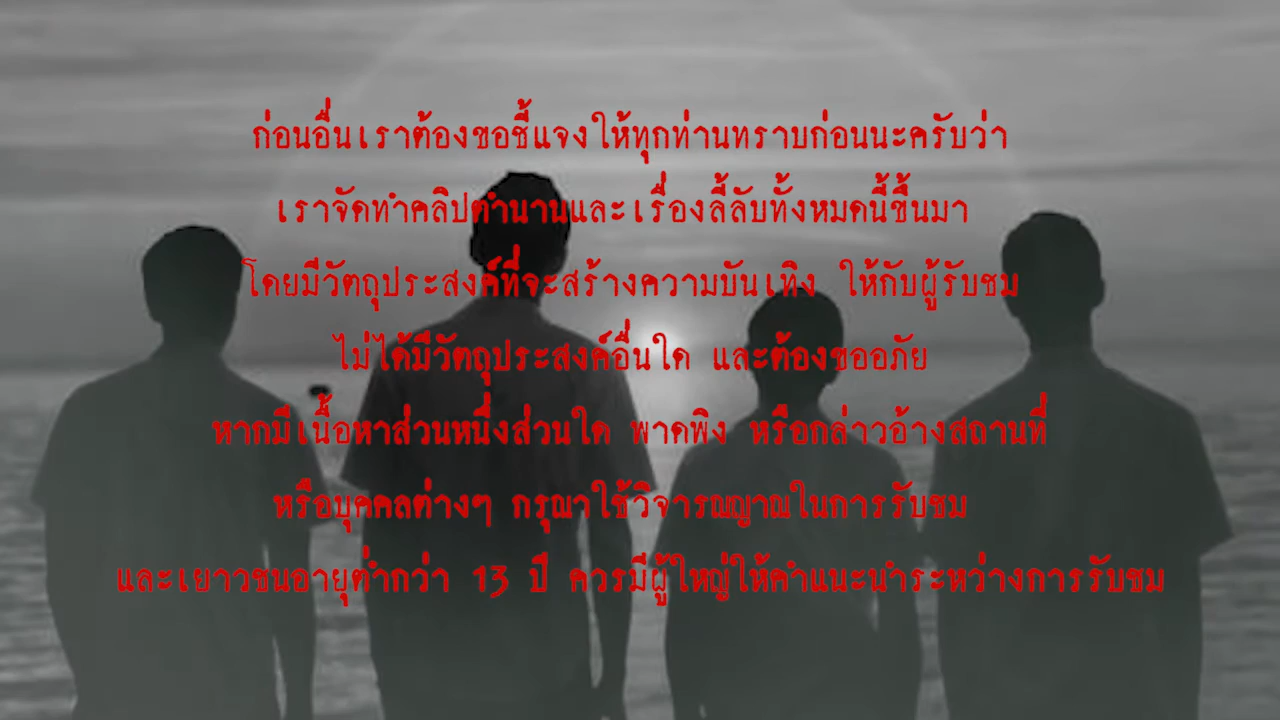 ก่อนอื่นเราต้องขอชี้แจงให้ทุกท่านทราบก่อนนะครับว่า
เราจัดทำคลิปตำนานและเรื่องลี้ลับทั้งหมดนี้ขึ้นมา
โดยมีวัตถุประสงค์ที่จะสร้างความบันเทิง ให้กับผู้รับชม
ไม่ได้มีวัตถุประสงค์อื่นใด และต้องขออภัย
หากมีเนื้อหาส่วนหนึ่งส่วนใด พาดพิง หรือกล่าวอ้างสถานที่
หรือบุคคลต่างๆ กรุณาใช้วิจารณญาณในการรับชม
และเยาวชนอายุต่ำกว่า 13 ปี ควรมีผู้ใหญ่ให้คำแนะนำระหว่างการรับชม